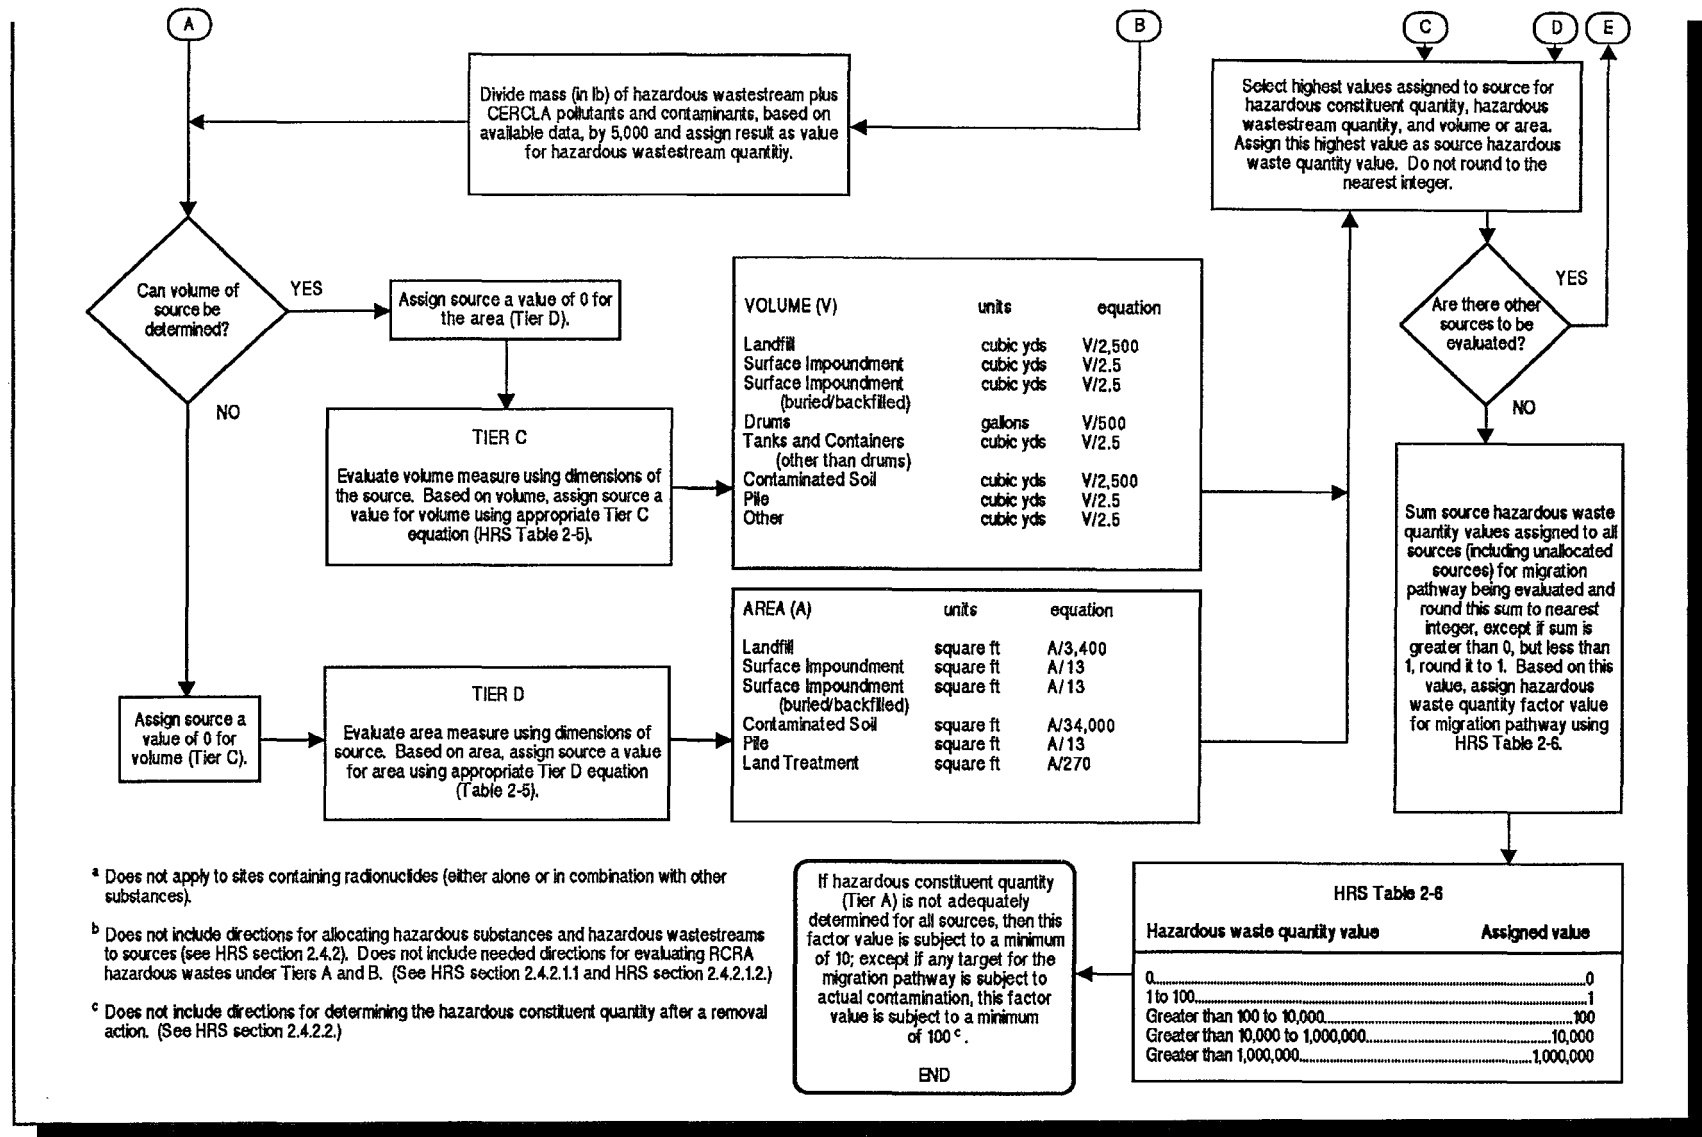 A
B
C
D
E
Divide mass (in lb) of hazardous wastestream plus
CERCLA pollutants and contaminants, based on
available data, by 5,000 and assign result as value
for hazardous wastestream quantitiy.
Select highest values assigned to source for
hazardous constituent quantity, hazardous
wastestream quantity, and volume or area.
Assign this highest value as source hazardous
waste quantity value. Do not round to the
nearest integer.
Can volume of
source be
determined?
YES
NO
Assign source a value of 0 for
the area (Tier D).
TIER C
Evaluate volume measure using dimensions of
the source. Based on volume, assign source a
value for volume using appropriate Tier C
equation (HRS Table 2-5).
VOLUME (V) units equation
Landfill cubic yds V/2,500
Surface Impoundment cubic yds V/2.5
Surface Impoundment cubic yds V/2.5
(buried/backfilled)
Drums gallons V/500
Tanks and Containers cubic yds V/2.5
(other than drums)
Contaminated Soil cubic yds V/2,500
Pile cubic yds V/2.5
Other cubic yds V/2.5
Are there other
sources to be
evaluated?
YES
NO
Assign source a
value of 0 for
volume (Tier C).
TIER D
Evaluate area measure using dimensions of
source. Based on area, assign source a value
for area using appropriate Tier D equation
(Table 2-5).
AREA (A) units equation
Landfill square ft A/3,400
Surface Impoundment square ft A/13
Surface Impoundment square ft A/13
(buried/backfilled)
Contaminated Soil square ft A/34,000
Pile square ft A/13
Land Treatment square ft A/270
Sum source hazardous waste
quantity values assigned to all
sources (including unallocated
sources) for migration
pathway being evaluated and
round this sum to nearest
integer, except if sum is
greater than 0, but less than
1, round it to 1. Based on this
value, assign hazardous
waste quantity factor value
for migration pathway using
HRS Table 2-6.
HRS Table 2-6
Hazardous waste quantity value Assigned value
0..........0
1 to 100..........1
Greater than 100 to 10,000..........100
Greater than 10,000 to 1,000,000..........10,000
Greater than 1,000,000..........1,000,000
If hazardous constituent quantity
(Tier A) is not adequately
determined for all sources, then this
factor value is subject to a minimum
of 10; except if any target for the
migration pathway is subject to
actual contamination, this factor
value is subject to a minimum
of 100 c .
END
a Does not apply to sites containing radionuclides (either alone or in combination with other
substances).
b Does not include directions for allocating hazardous substances and hazardous wastestreams
to sources (see HRS section 2.4.2). Does not include needed directions for evaluating RCRA
hazardous wastes under Tiers A and B. (See HRS section 2.4.2.1.1 and HRS section 2.4.2.1.2.)
c Does not include directions for determining the hazardous constituent quantity after a removal
action. (See HRS section 2.4.2.2.)